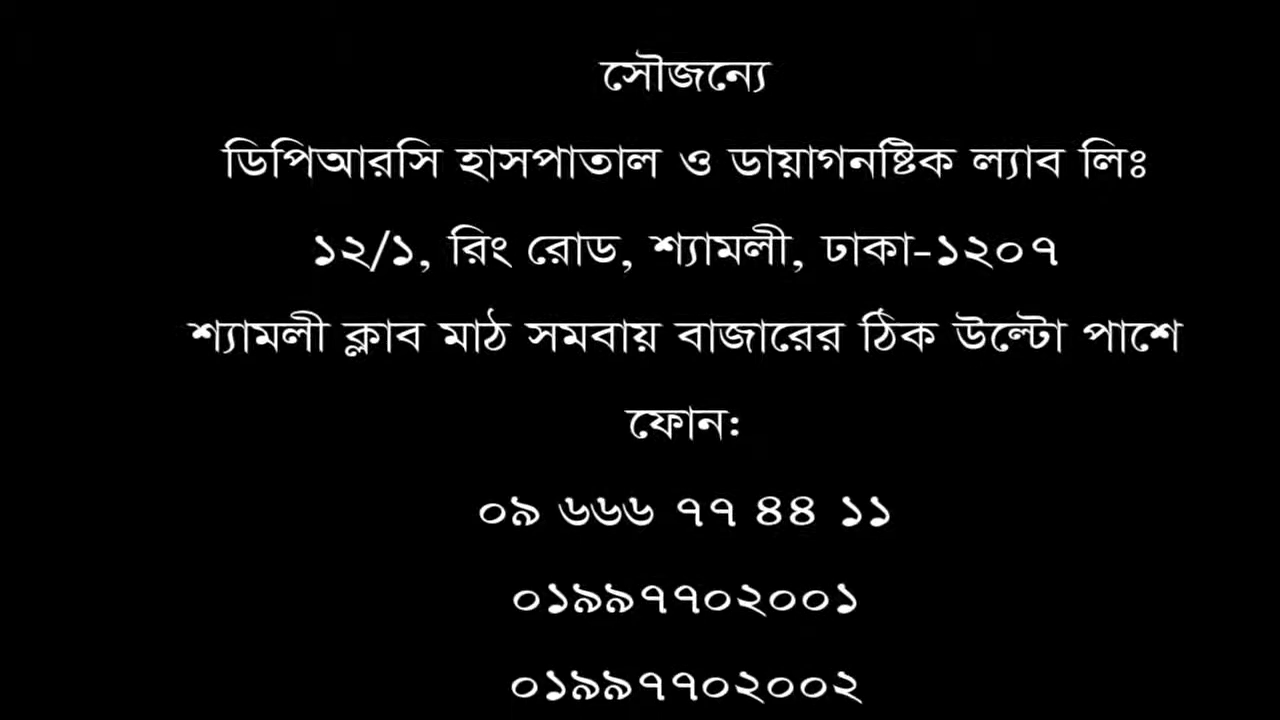 সৌজন্যে
ডিপিআরসি হাসপাতাল ও ডায়াগনষ্টিক ল্যাব লিঃ
১২/১, রিং রোড, শ্যামলী, ঢাকা-১২০৭
শ্যামলী ক্লাব মাঠ সমবায় বাজারের ঠিক উল্টো পাশে
ফোন:
০৯ ৬৬৬ ৭৭ ৪৪ ১১
০১৯৯৭৭০২০০১
০১৯৯৭৭০২০০২